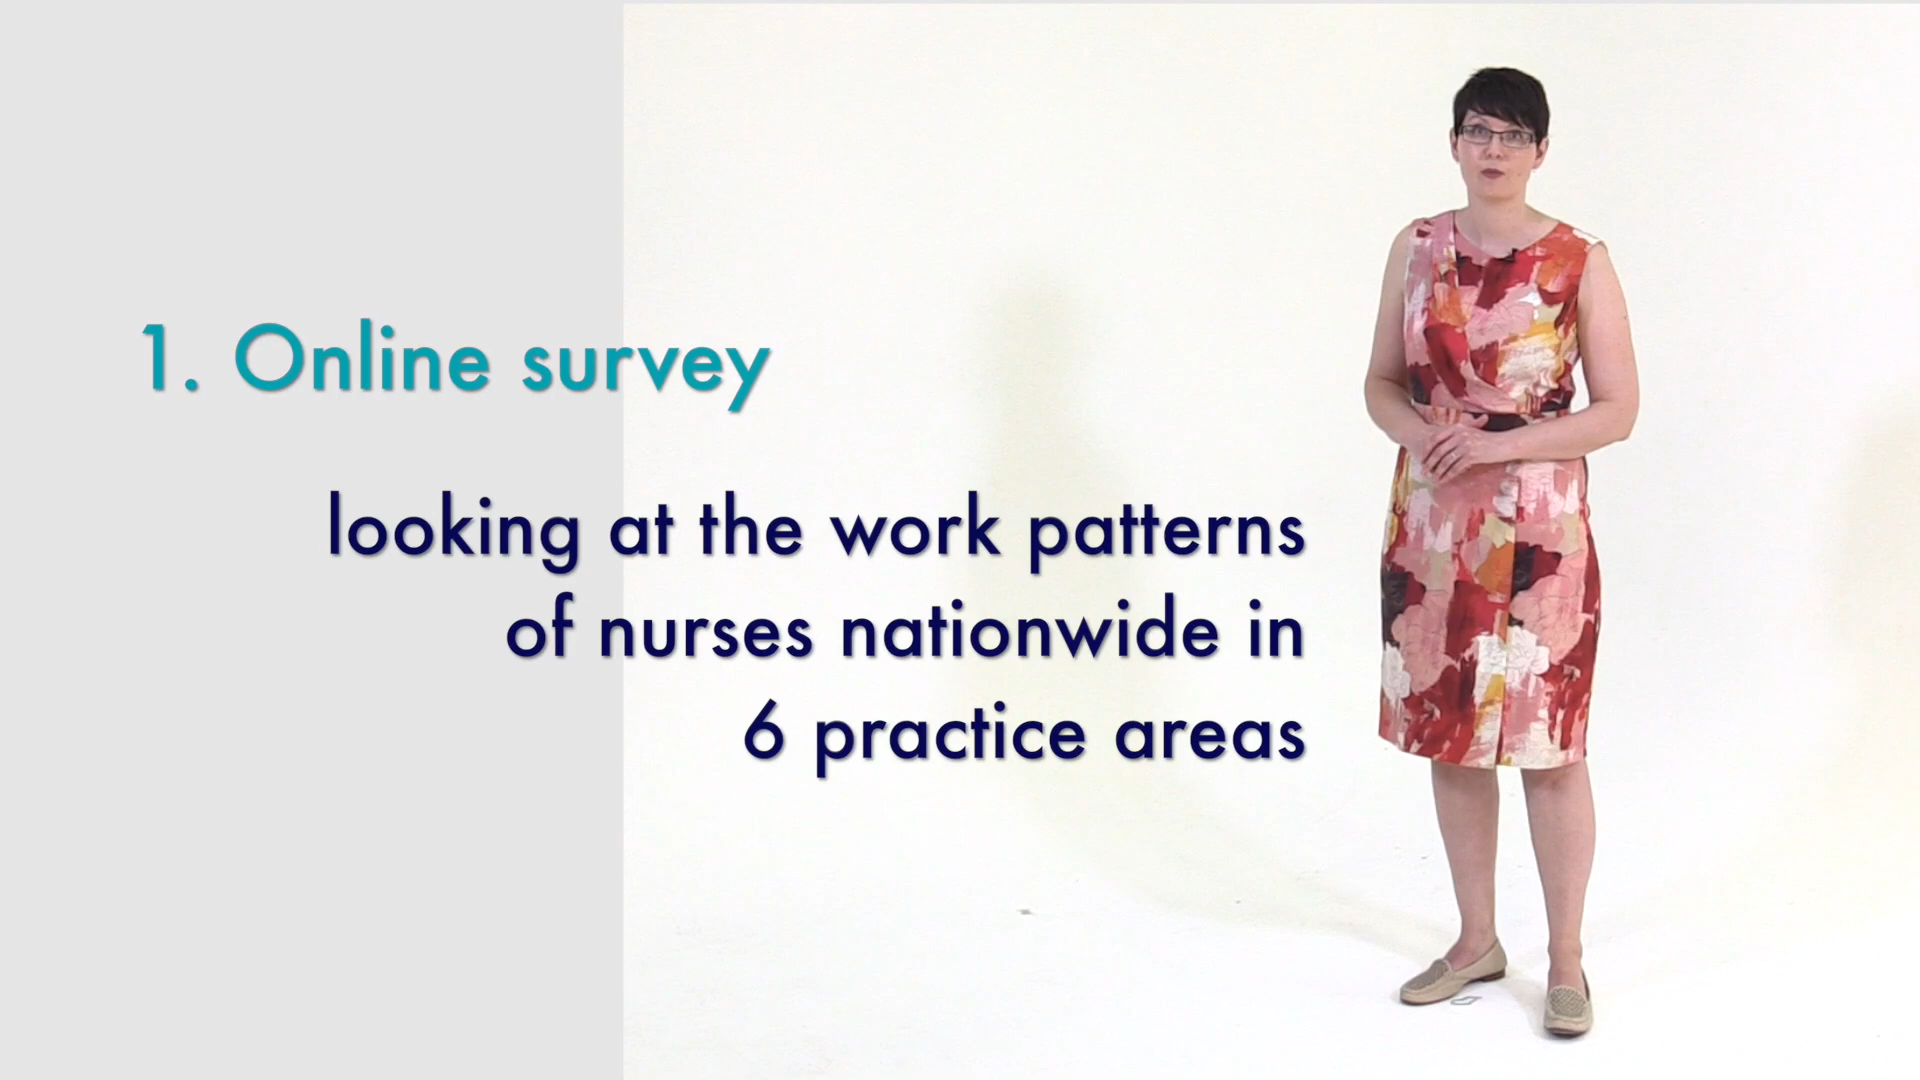 1. Online survey
looking at the work patterns
of nurses nationwide in
6 practice areas